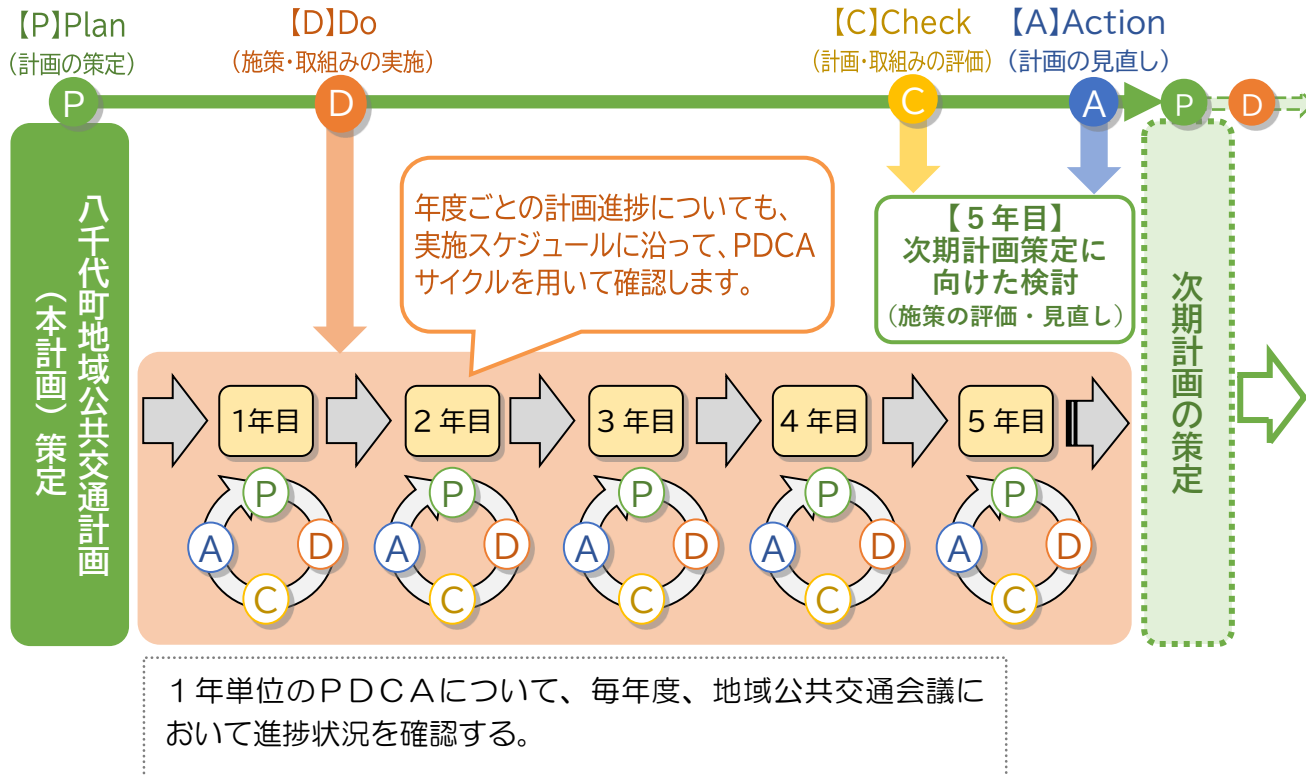 【P】Plan
(計画の策定)
【D】Do
(施策・取組みの実施)
【C】Check
(計画・取組みの評価)
【A】Action
(計画の見直し)
P
D
C
A
P
D
八千代町地域公共交通計画
(本計画) 策定
年度ごとの計画進捗についても、
実施スケジュールに沿って、PDCA
サイクルを用いて確認します。
【5年目】
次期計画策定に
向けた検討
(施策の評価・見直し)
次期計画の策定
1年目
2年目
3年目
4年目
5年目
P
D
C
A
P
D
C
A
P
D
C
A
P
D
C
A
P
D
C
A
1年単位のPDCAについて、毎年度、地域公共交通会議に
おいて進捗状況を確認する。